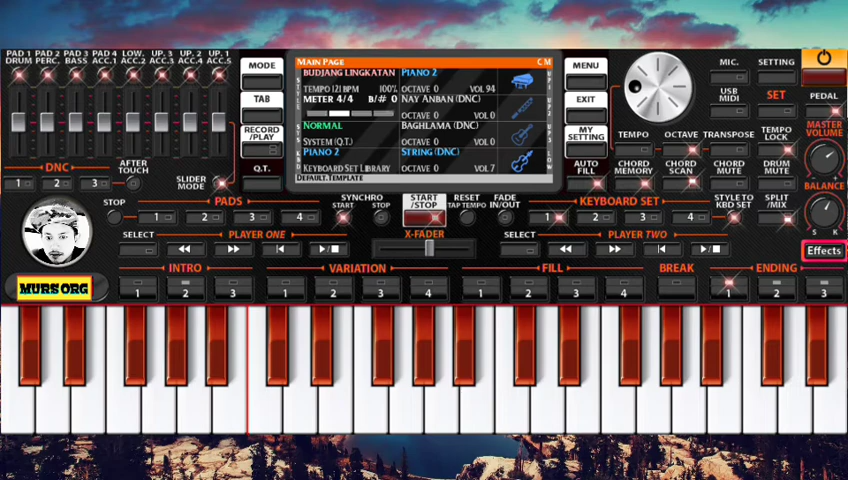 PAD 1 PAD 2 PAD 3 PAD 4 LOW. UP. 3 UP. 2 UP. 1
DRUM PERC. BASS ACC.1 ACC.2 ACC.3 ACC.4 ACC.5
DNC
1 2 3
AFTER
TOUCH
SLIDER
MODE
MODE
TAB
RECORD
/PLAY
Q.T.
MAIN PAGE CM
BUDJANG LINGKATAN PIANO 2
TEMPO 121 BPM 100% OCTAVE 0 VOL 94
METER 4/4 B/# 0 NAY ANBAN (DNC)
OCTAVE 0 VOL 0
NORMAL BAGHLAMA (DNC)
SYSTEM (Q.T.) OCTAVE 0 VOL 0
PIANO 2 STRING (DNC)
KEYBOARD SET LIBRARY OCTAVE 0 VOL 7
DEFAULT.TEMPLATE
STYLE
KBD
UP1
UP2
UP3
LOW
MENU
EXIT
MY
SETTING
AUTO
FILL
MIC. SETTING
USB
MIDI
SET
PEDAL
TEMPO OCTAVE TRANSPOSE TEMPO
LOCK
CHORD
MEMORY
CHORD
SCAN
CHORD
MUTE
DRUM
MUTE
MASTER
VOLUME
BALANCE
S K
Effects
STOP
PADS
1 2 3 4
SYNCHRO
START STOP
START
/STOP
RESET
TAP TEMPO
FADE
IN/OUT
KEYBOARD SET
1 2 3 4
STYLE TO
KBD SET
SPLIT
/MIX
SELECT PLAYER ONE
X-FADER
SELECT PLAYER TWO
MURS ORG
INTRO
1 2 3
VARIATION
1 2 3 4
FILL
1 2 3 4
BREAK
ENDING
1 2 3